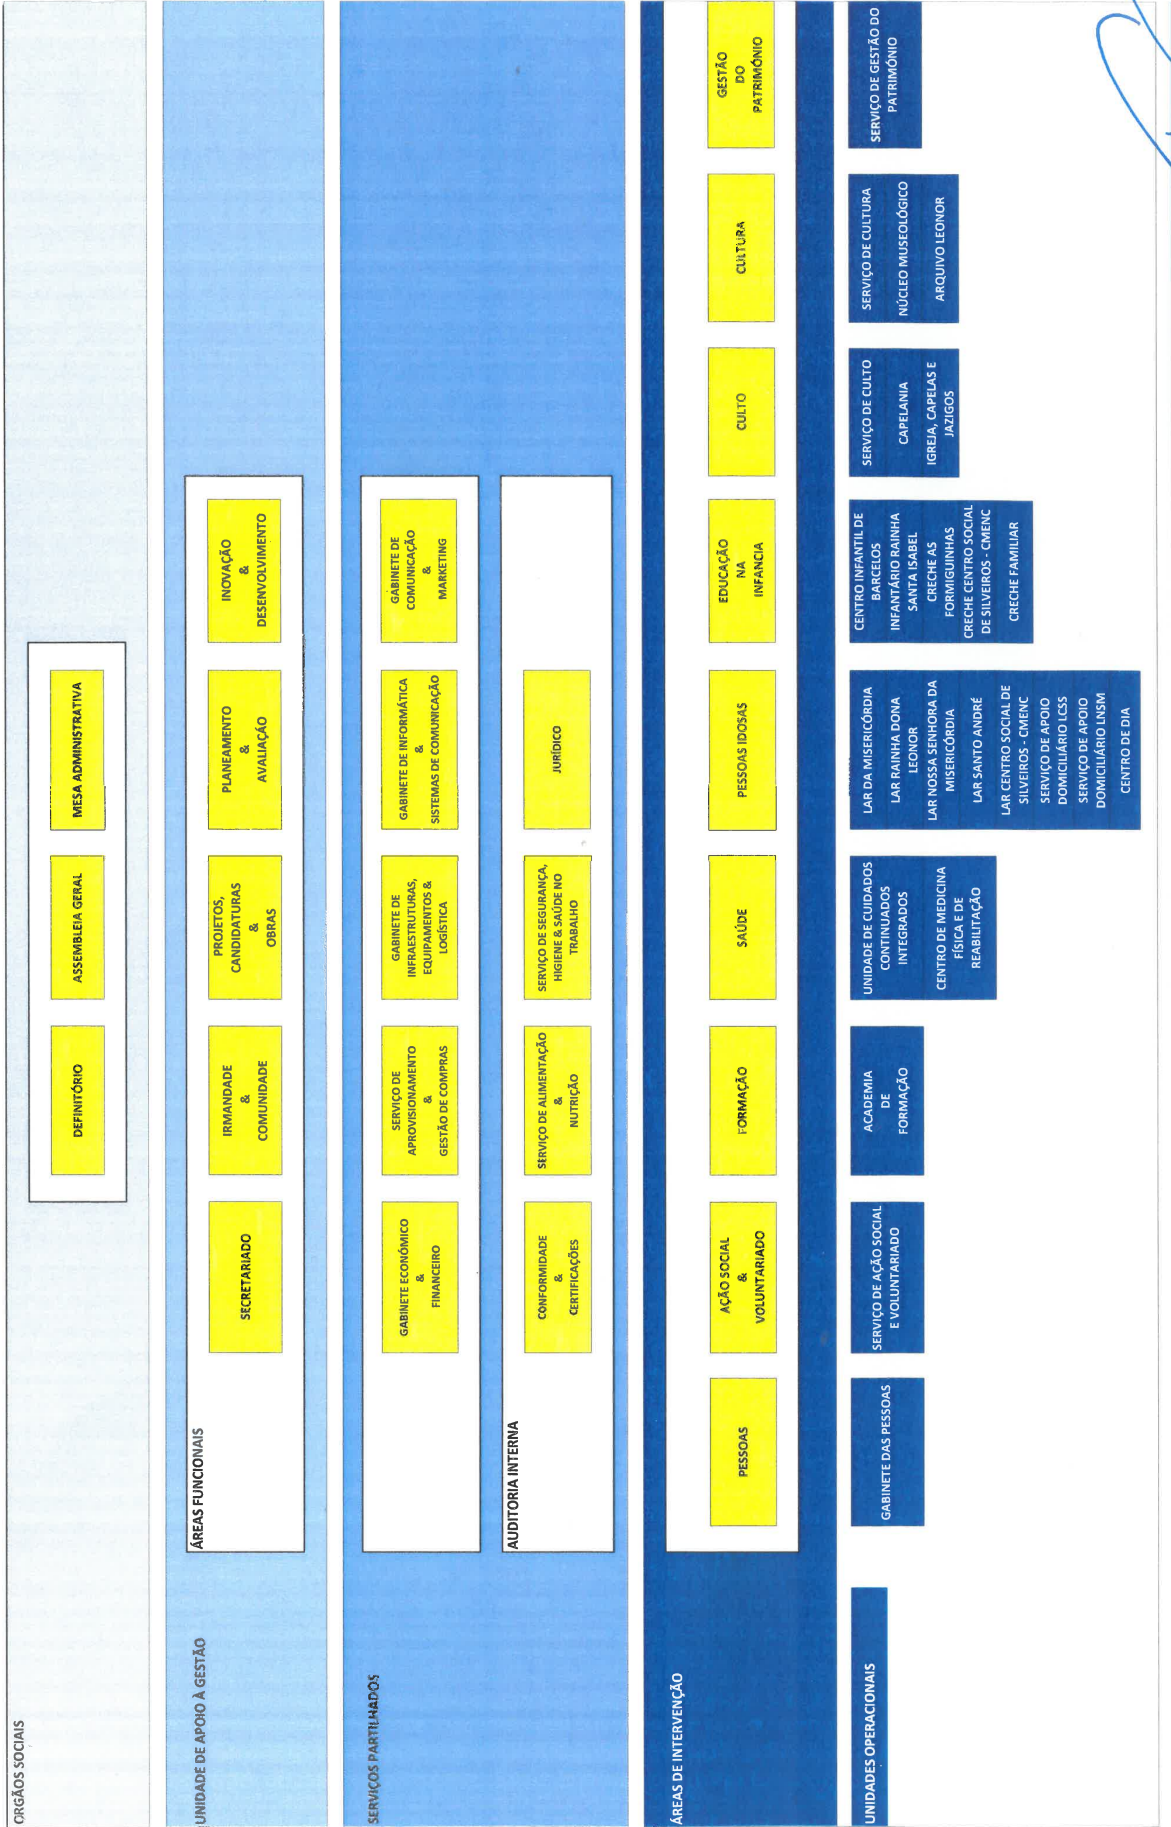 ORGÃOS SOCIAIS
DEFINITÓRIO
ASSEMBLEIA GERAL
MESA ADMINISTRATIVA
UNIDADE DE APOIO À GESTÃO
ÁREAS FUNCIONAIS
SECRETARIADO
IRMANDADE
&
COMUNIDADE
PROJETOS,
CANDIDATURAS
&
OBRAS
PLANEAMENTO
&
AVALIAÇÃO
INOVAÇÃO
&
DESENVOLVIMENTO
SERVIÇOS PARTILHADOS
GABINETE ECONÓMICO
&
FINANCEIRO
SERVIÇO DE
APROVISIONAMENTO
&
GESTÃO DE COMPRAS
GABINETE DE
INFRAESTRUTURAS,
EQUIPAMENTOS &
LOGÍSTICA
GABINETE DE INFORMÁTICA
&
SISTEMAS DE COMUNICAÇÃO
GABINETE DE
COMUNICAÇÃO
&
MARKETING
AUDITORIA INTERNA
CONFORMIDADE
&
CERTIFICAÇÕES
SERVIÇO DE ALIMENTAÇÃO
&
NUTRIÇÃO
SERVIÇO DE SEGURANÇA,
HIGIENE & SAÚDE NO
TRABALHO
JURÍDICO
ÁREAS DE INTERVENÇÃO
PESSOAS
AÇÃO SOCIAL
&
VOLUNTARIADO
FORMAÇÃO
SAÚDE
PESSOAS IDOSAS
EDUCAÇÃO
NA
INFANCIA
CULTO
CULTURA
GESTÃO
DO
PATRIMÓNIO
UNIDADES OPERACIONAIS
GABINETE DAS PESSOAS
SERVIÇO DE AÇÃO SOCIAL
E VOLUNTARIADO
ACADEMIA
DE
FORMAÇÃO
UNIDADE DE CUIDADOS
CONTINUADOS
INTEGRADOS
CENTRO DE MEDICINA
FÍSICA E DE
REABILITAÇÃO
LAR DA MISERICÓRDIA
LAR RAINHA DONA
LEONOR
LAR NOSSA SENHORA DA
MISERICÓRDIA
LAR SANTO ANDRÉ
LAR CENTRO SOCIAL DE
SILVEIROS - CMENC
SERVIÇO DE APOIO
DOMICILIÁRIO LCSS
SERVIÇO DE APOIO
DOMICILIÁRIO LNSM
CENTRO DE DIA
CENTRO INFANTIL DE
BARCELOS
INFANTÁRIO RAINHA
SANTA ISABEL
CRECHE AS
FORMIGUINHAS
CRECHE CENTRO SOCIAL
DE SILVEIROS - CMENC
CRECHE FAMILIAR
SERVIÇO DE CULTO
CAPELANIA
IGREJA, CAPELAS E
JAZIGOS
SERVIÇO DE CULTURA
NÚCLEO MUSEOLÓGICO
ARQUIVO LEONOR
SERVIÇO DE GESTÃO DO
PATRIMÓNIO